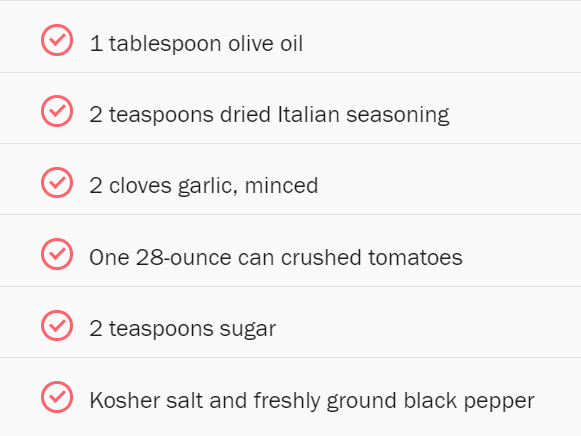 1 tablespoon olive oil
2 teaspoons dried Italian seasoning
2 cloves garlic, minced
One 28-ounce can crushed tomatoes
2 teaspoons sugar
Kosher salt and freshly ground black pepper